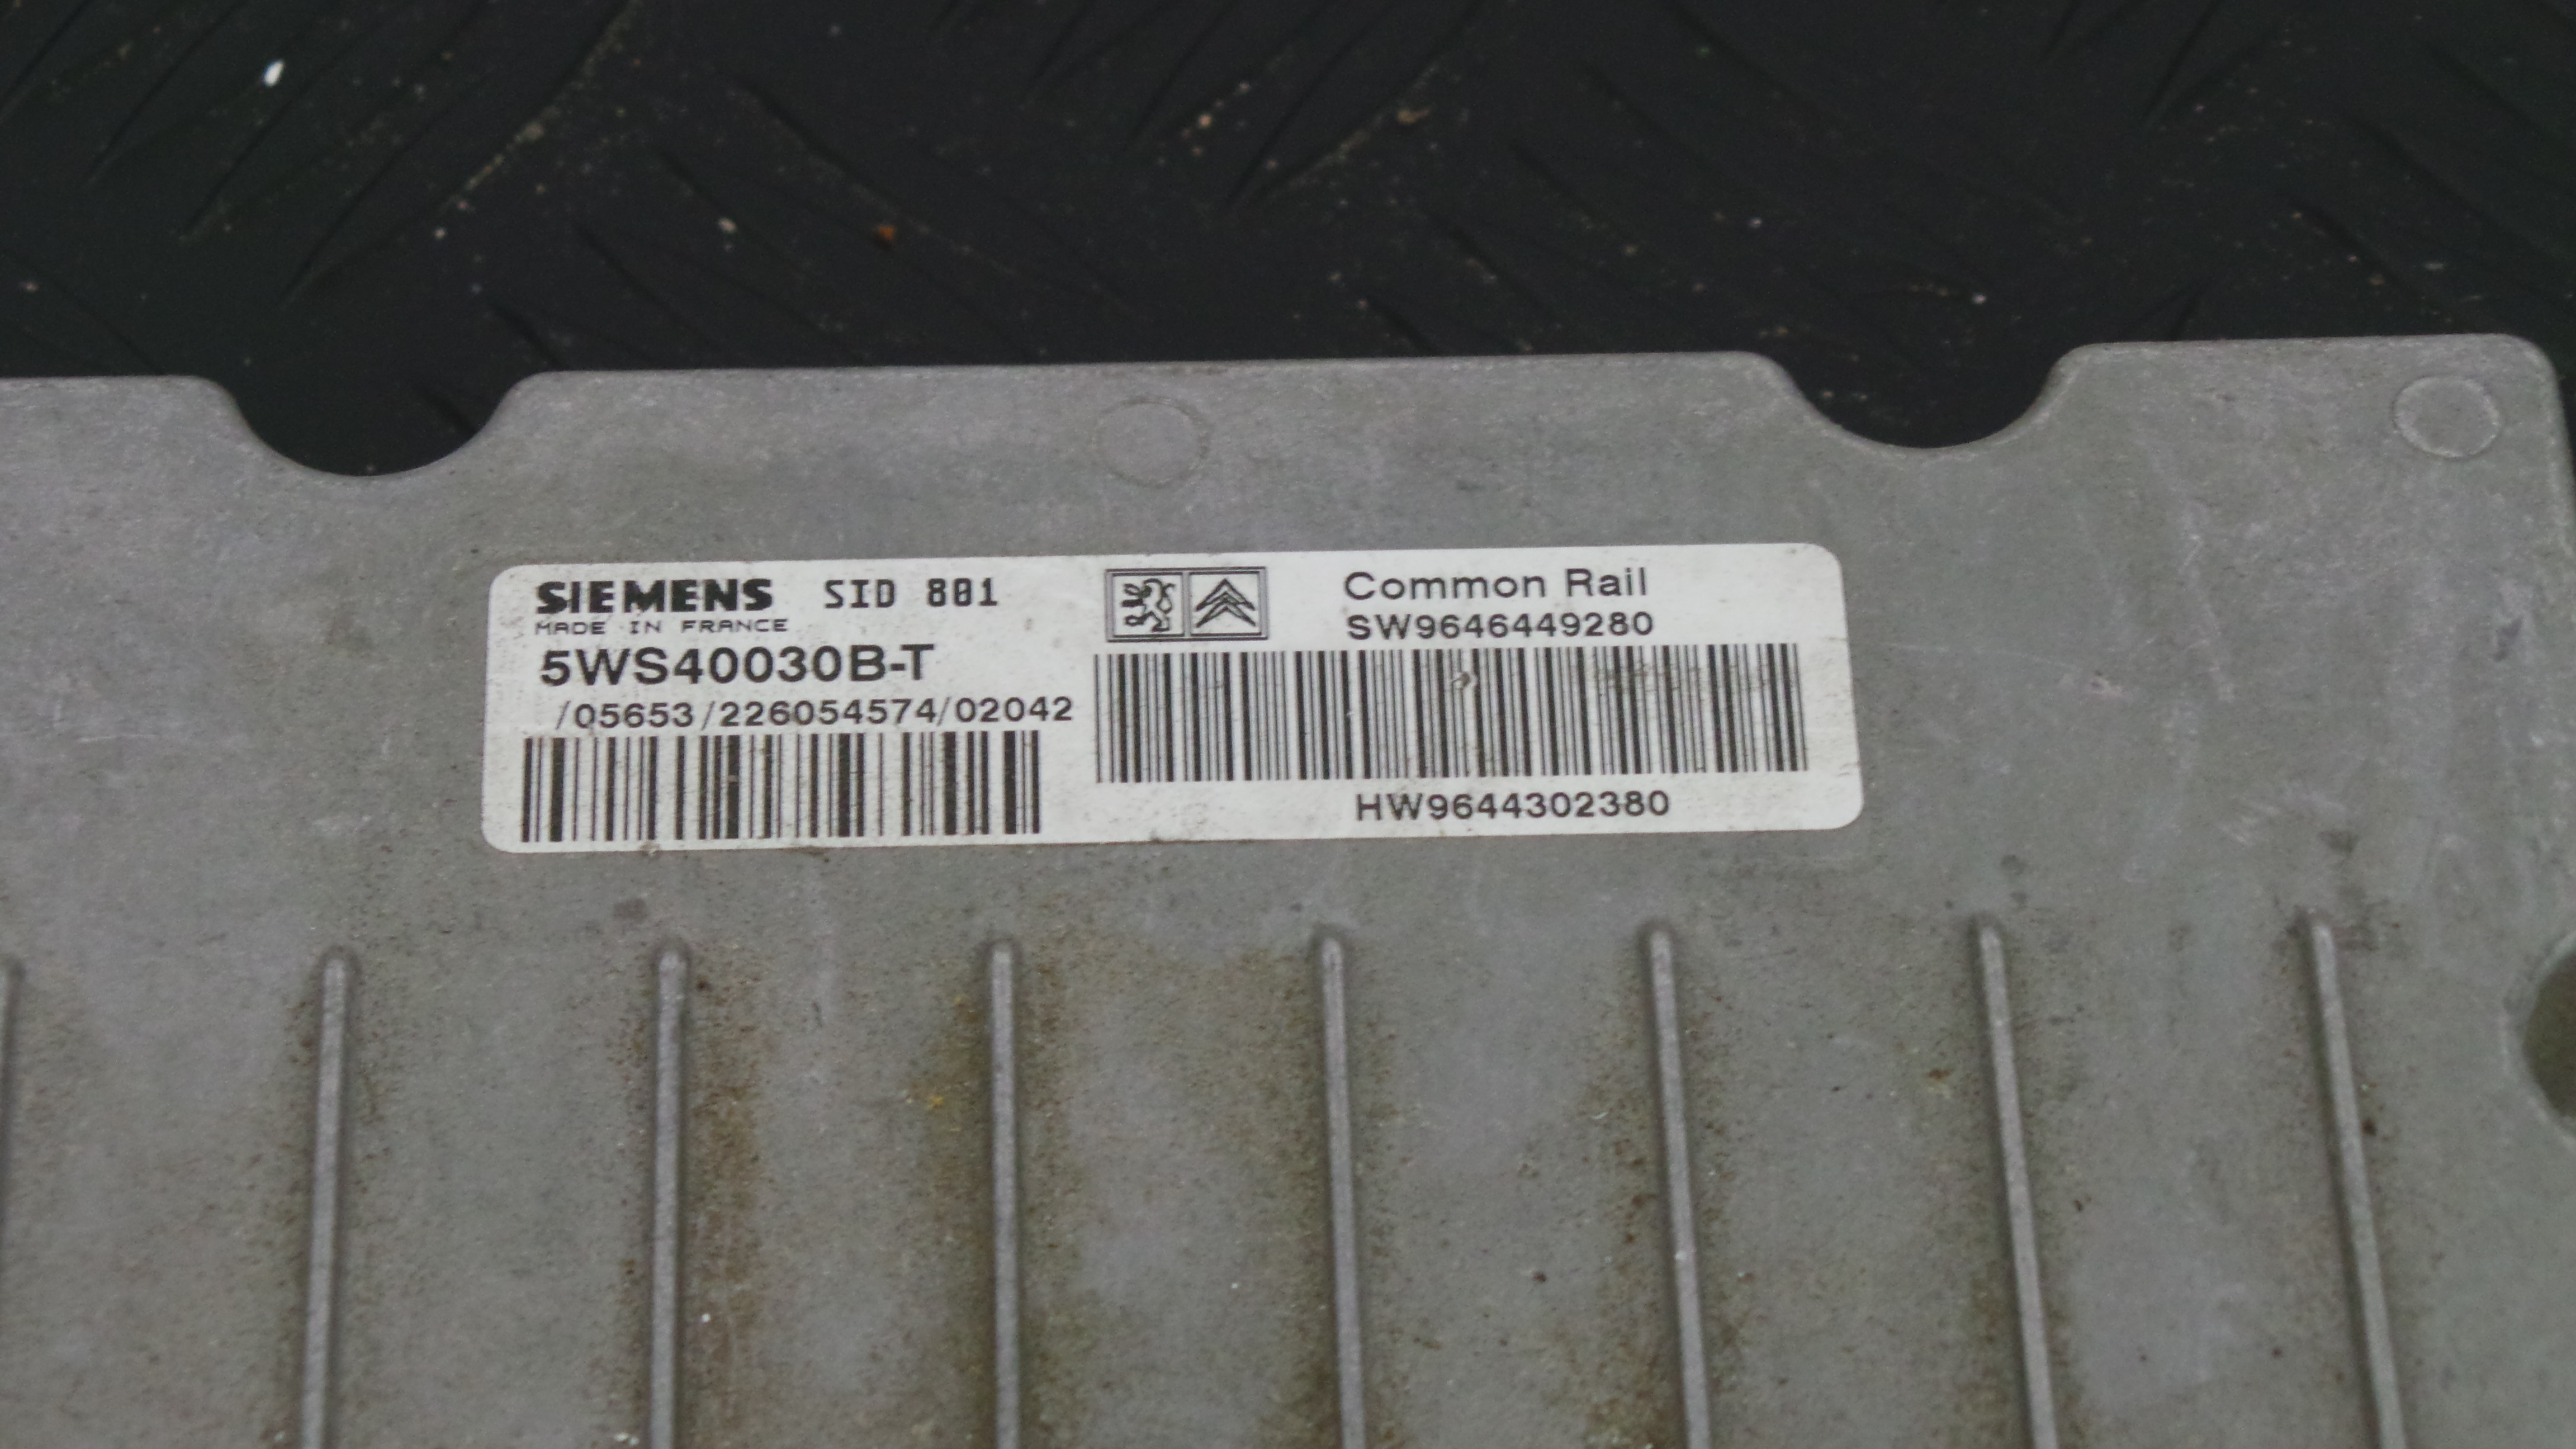 SIEMENS SID 801
MADE IN FRANCE
5WS40030B-T
/05653/226054574/02042
Common Rail
SW9646449280
HW9644302380